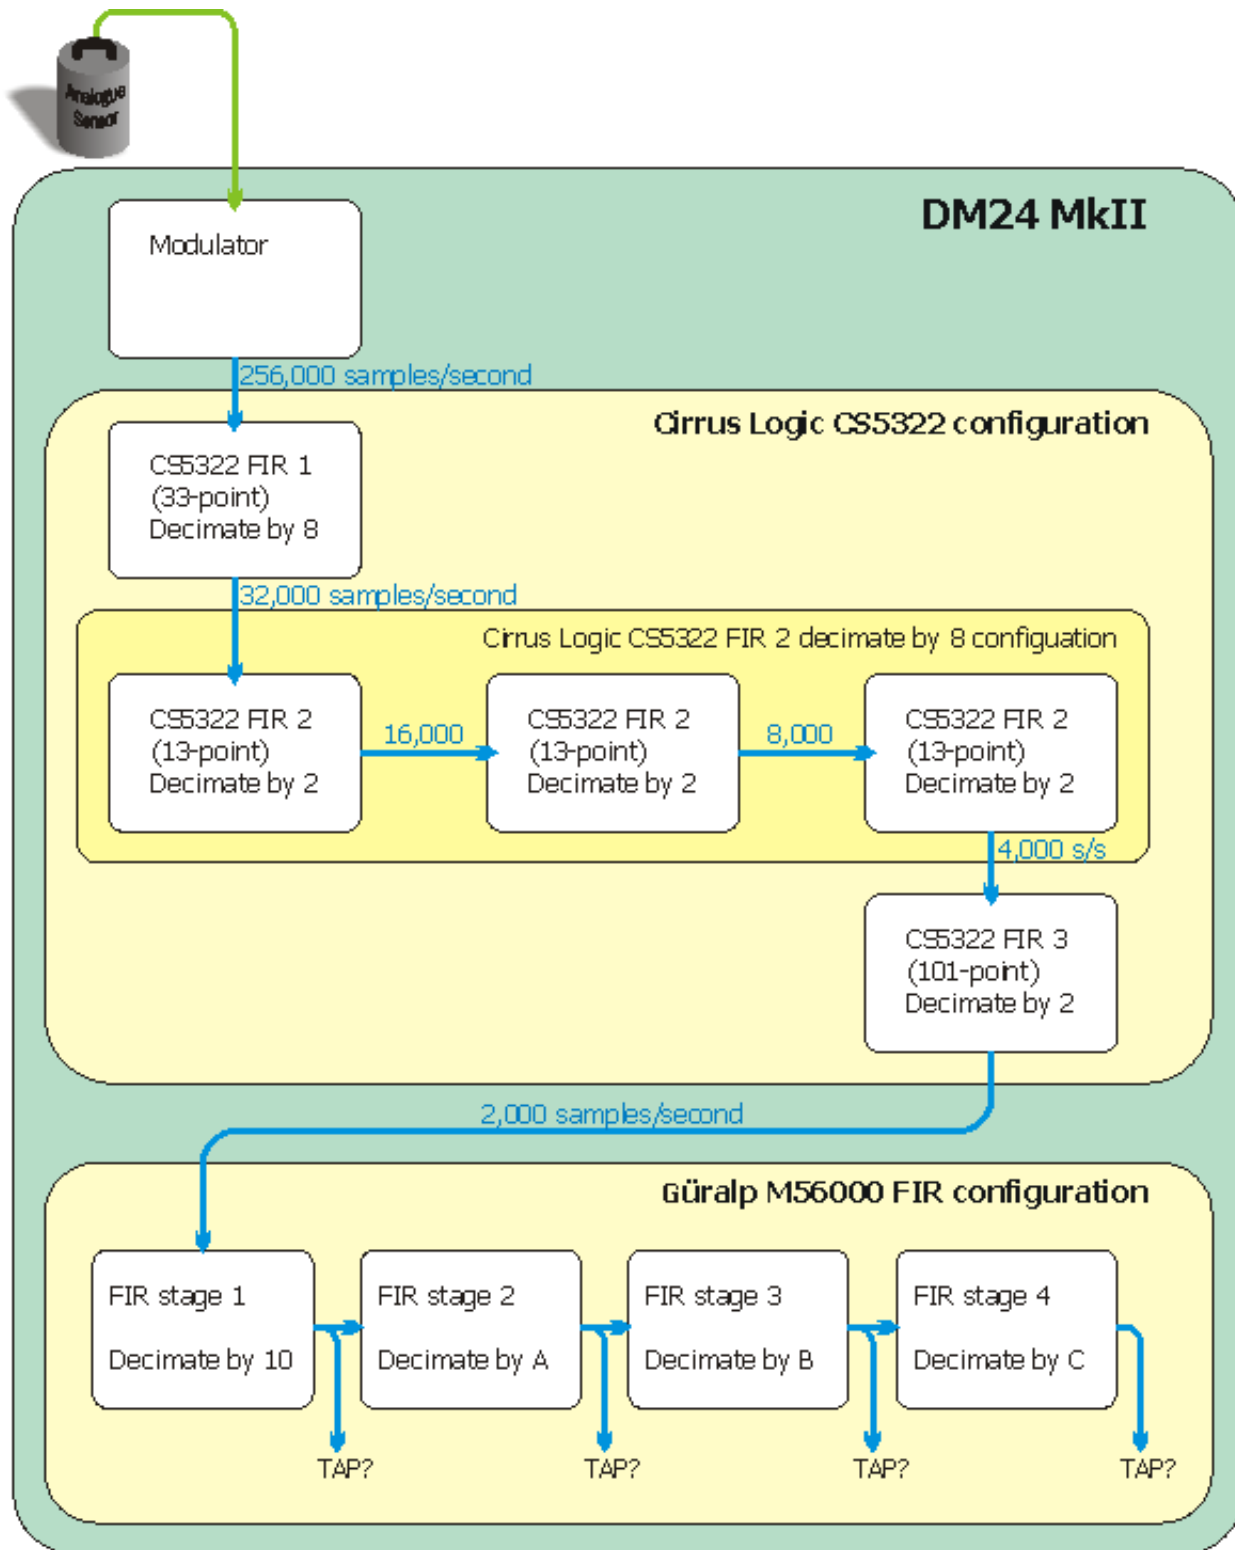 Analogue
Sensor
DM24 MkII
Modulator
256,000 samples/second
Cirrus Logic CS5322 configuration
CS5322 FIR 1
(33-point)
Decimate by 8
32,000 samples/second
Cirrus Logic CS5322 FIR 2 decimate by 8 configuation
CS5322 FIR 2
(13-point)
Decimate by 2
16,000
CS5322 FIR 2
(13-point)
Decimate by 2
8,000
CS5322 FIR 2
(13-point)
Decimate by 2
4,000 s/s
CS5322 FIR 3
(101-point)
Decimate by 2
2,000 samples/second
Güralp M56000 FIR configuration
FIR stage 1
Decimate by 10
FIR stage 2
Decimate by A
FIR stage 3
Decimate by B
FIR stage 4
Decimate by C
TAP?
TAP?
TAP?
TAP?